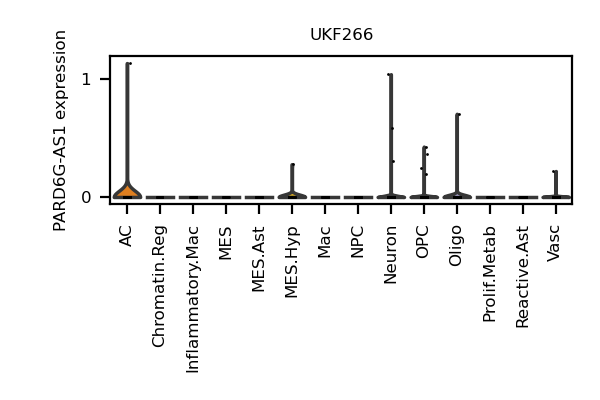 UKF266
PARD6G-AS1 expression
1
0
AC
Chromatin.Reg
Inflammatory.Mac
MES
MES.Ast
MES.Hyp
Mac
NPC
Neuron
OPC
Oligo
Prolif.Metab
Reactive.Ast
Vasc